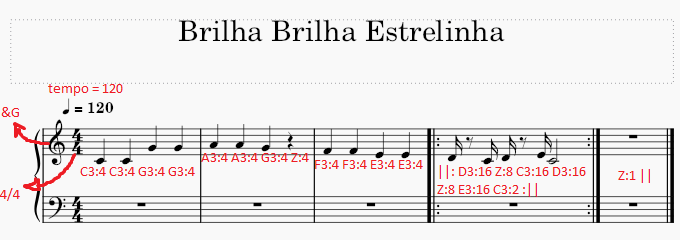 Brilha Brilha Estrelinha
tempo = 120
= 120
&G
4/4
C3:4 C3:4 G3:4 G3:4
A3:4 A3:4 G3:4 Z:4
F3:4 F3:4 E3:4 E3:4
||: D3:16 Z:8 C3:16 D3:16
Z:8 E3:16 C3:2 :||
Z:1 ||
4/4